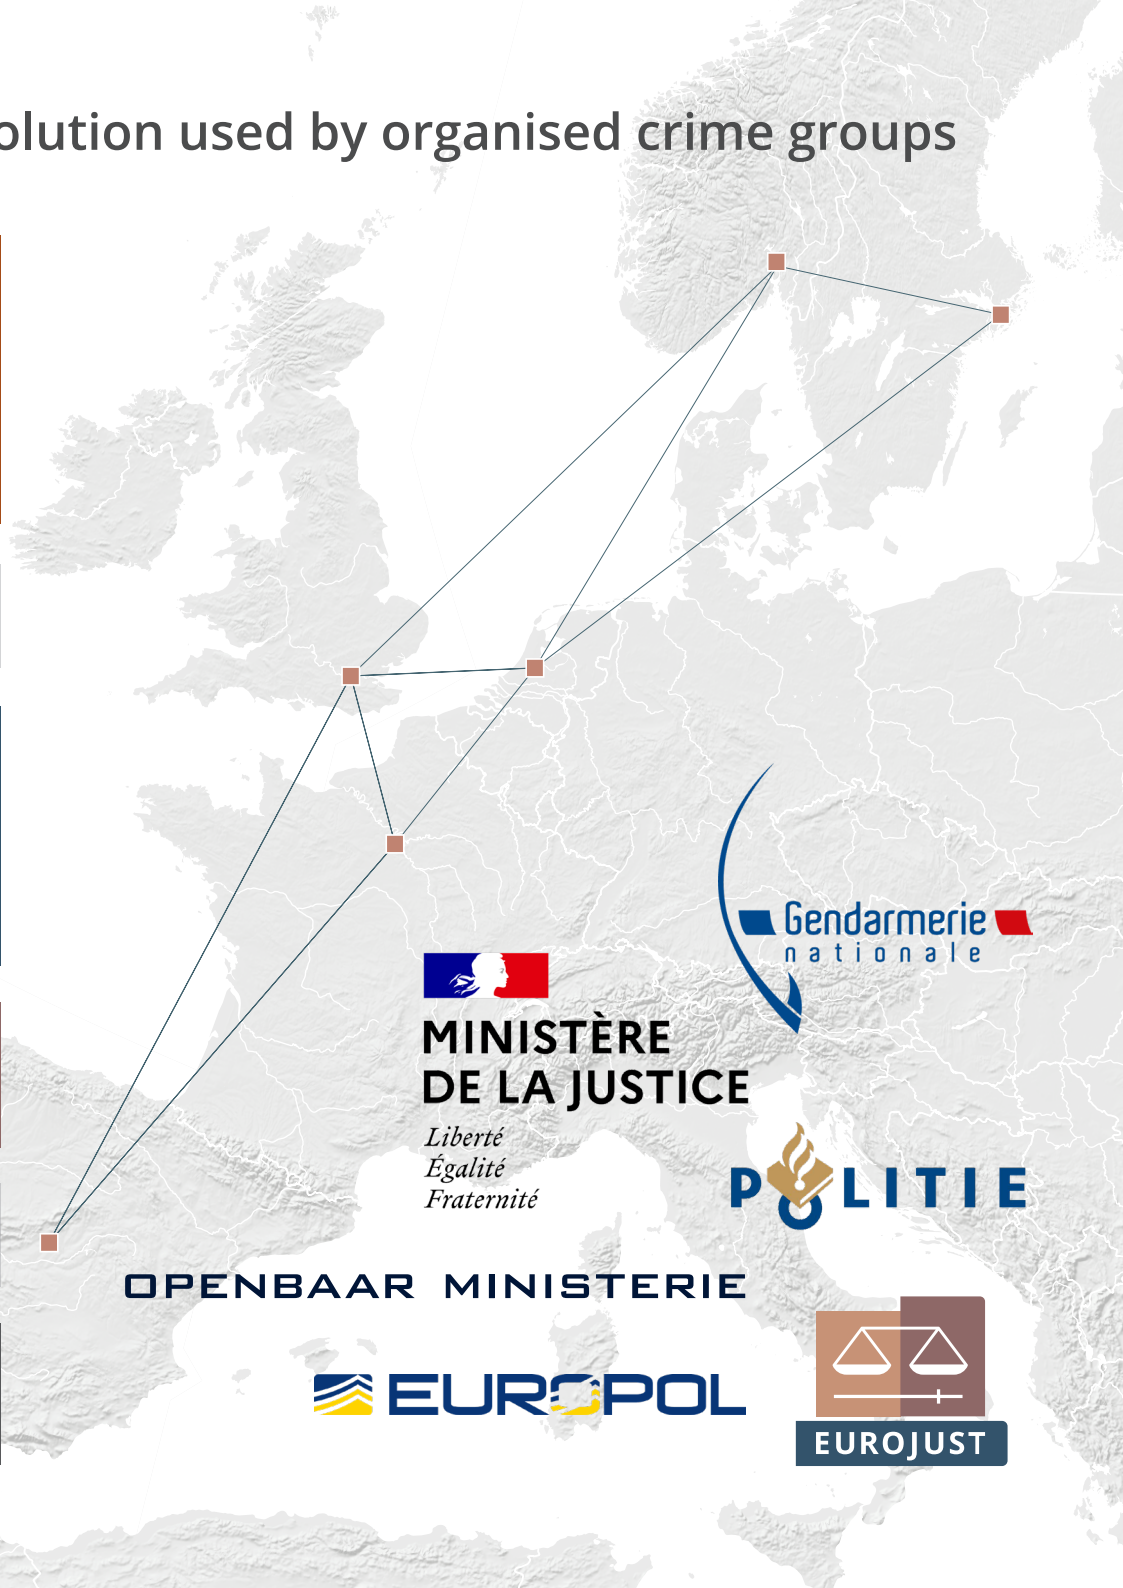 olution used by organised crime groups
Gendarmerie
nationale
MINISTÈRE
DE LA JUSTICE
Liberté
Égalité
Fraternité
POLITIE
OPENBAAR MINISTERIE
EUROPOL
EUROJUST